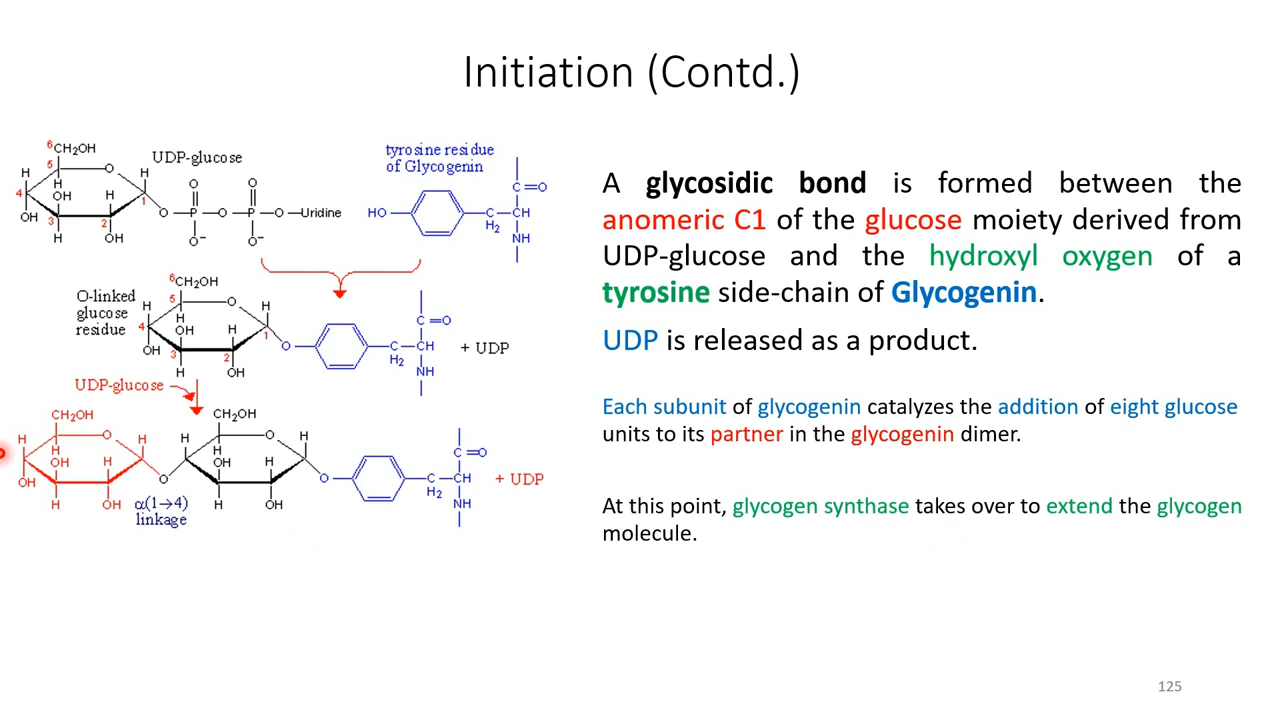 Initiation (Contd.)
UDP-glucose
tyrosine residue
of Glycogenin
6CH2OH
5
O
H
H
4
H
OH
H
1
OH
3
2
H
OH
O
O
O—P—O—P—O—Uridine
O-
O-
HO
C=O
C—CH
H2
NH
O-linked
glucose
residue
6CH2OH
5
O
H
H
4
H
OH
H
1
OH
3
2
H
OH
O
C=O
C—CH
H2
NH
+ UDP
UDP-glucose
CH2OH
O
H
H
H
OH
H
OH
H
OH
O
α(1→4)
linkage
CH2OH
O
H
H
H
OH
H
H
OH
O
C=O
C—CH
H2
NH
+ UDP
A glycosidic bond is formed between the
anomeric C1 of the glucose moiety derived from
UDP-glucose and the hydroxyl oxygen of a
tyrosine side-chain of Glycogenin.
UDP is released as a product.
Each subunit of glycogenin catalyzes the addition of eight glucose
units to its partner in the glycogenin dimer.
At this point, glycogen synthase takes over to extend the glycogen
molecule.
125